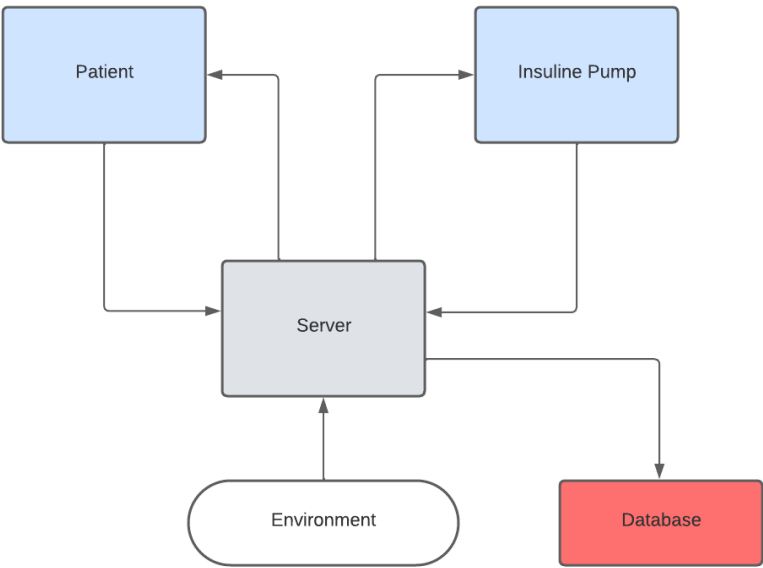 Patient
Insuline Pump
Server
Environment
Database